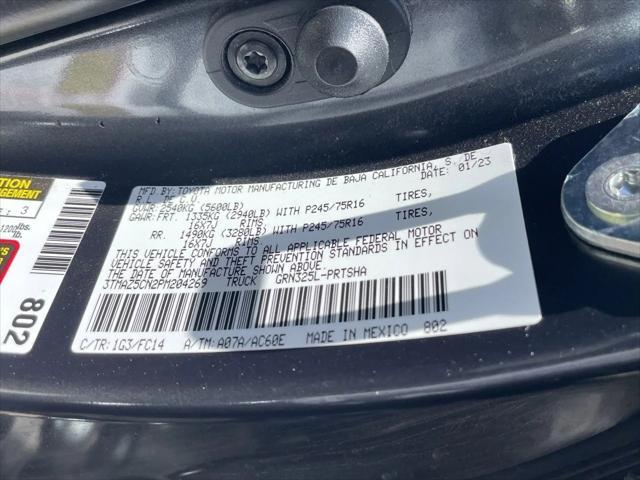 MFD. BY: TOYOTA MOTOR MANUFACTURING DE BAJA CALIFORNIA, S. DE
R.L. DE C.V. DATE: 01/23
GVWR: 2540KG (5600LB)
GAWR: FRT. 1335KG (2940LB) WITH P245/75R16 TIRES,
16X7J RIMS
RR. 1490KG (3280LB) WITH P245/75R16 TIRES,
16X7J RIMS.
THIS VEHICLE CONFORMS TO ALL APPLICABLE FEDERAL MOTOR
VEHICLE SAFETY AND THEFT PREVENTION STANDARDS IN EFFECT ON
THE DATE OF MANUFACTURE SHOWN ABOVE.
3TMAZ5CN2PM204269 TRUCK GRN325L-PRTSHA
C/TR: 1G3/FC14 A/TM: A07A/AC60E MADE IN MEXICO 802
: 3
1200lbs.
802